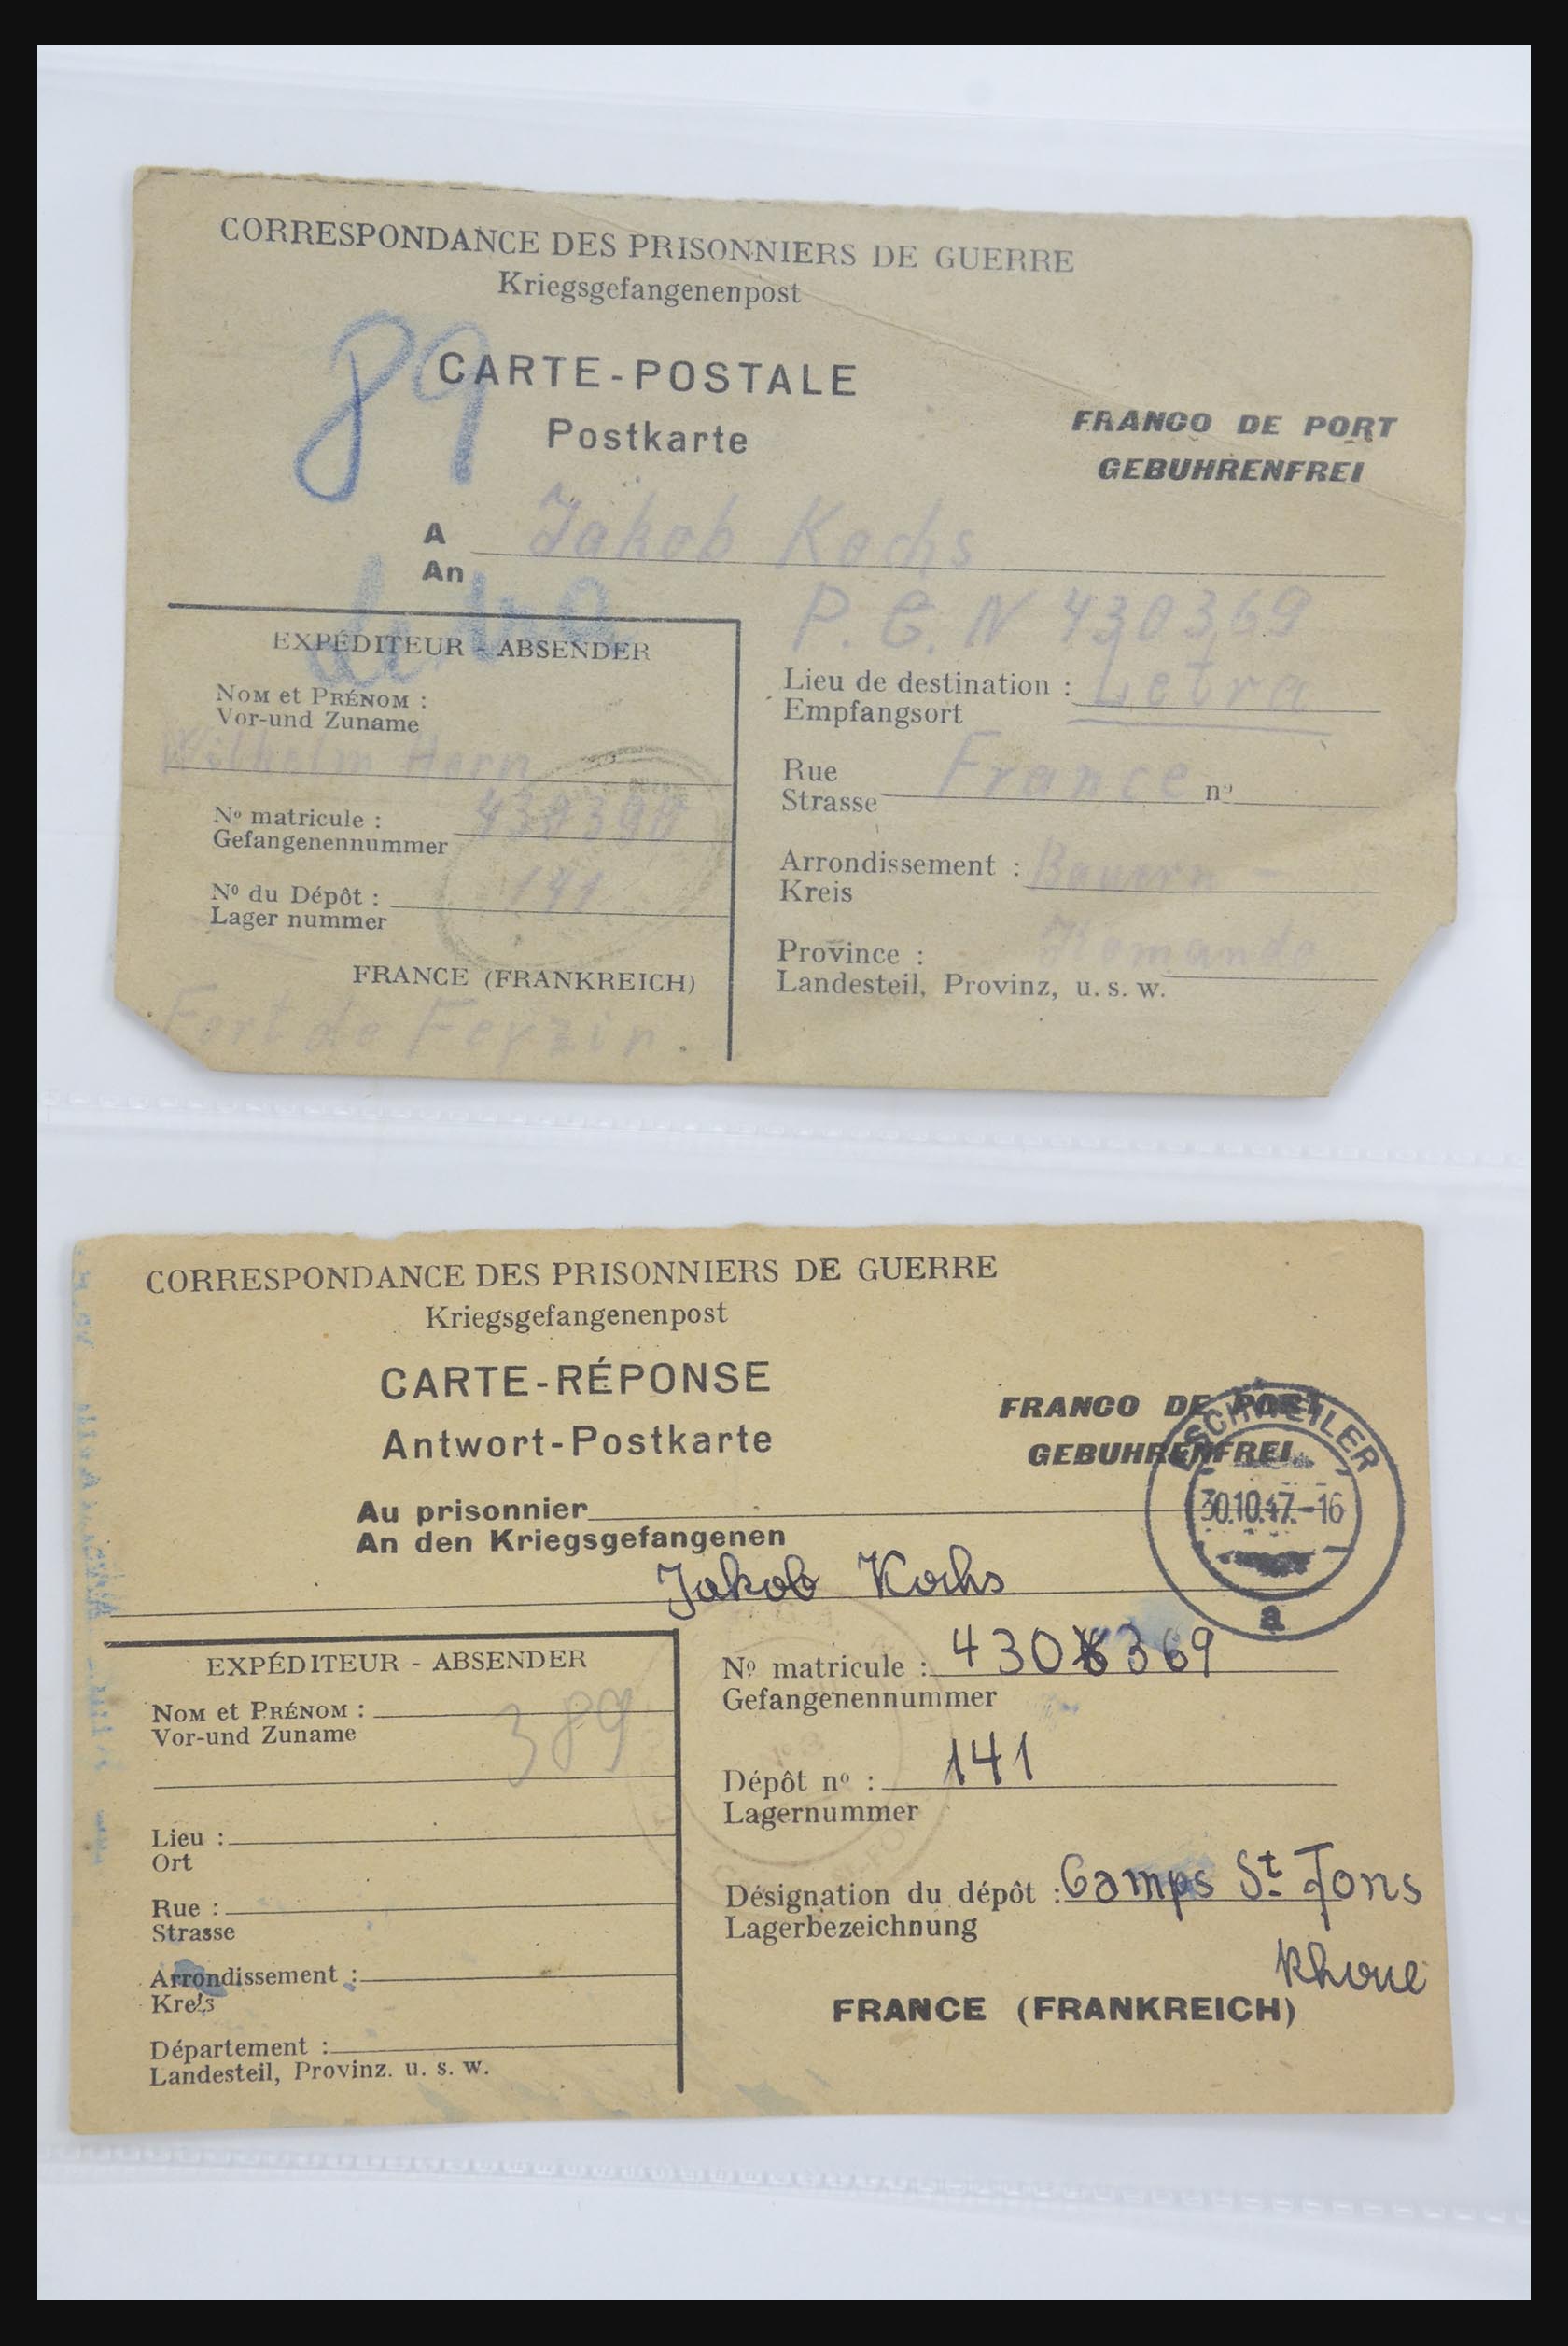 CORRESPONDANCE DES PRISONNIERS DE GUERRE
Kriegsgefangenenpost
89
CARTE-POSTALE
Postkarte
FRANCO DE PORT
GEBUHRENFREI
A Jakob Kochs
An
P. G. N 430369
EXPÉDITEUR - ABSENDER
NOM et PRÉNOM :
Vor-und Zuname
Wilhelm Horn
Nº matricule : 430390
Gefangenennummer
Nº du Dépôt : 141
Lager nummer
FRANCE (FRANKREICH)
Fort de Feyzin.
Lieu de destination : Letra
Empfangsort
Rue France nº
Strasse
Arrondissement : Bauern -
Kreis
Province : Komando
Landesteil, Provinz, u. s. w.
CORRESPONDANCE DES PRISONNIERS DE GUERRE
Kriegsgefangenenpost
CARTE-RÉPONSE
Antwort-Postkarte
FRANCO DE PORT
GEBUHRENFREI
ESCHWEILER
30.10.47.-16
a
Au prisonnier
An den Kriegsgefangenen
Jakob Kochs
EXPÉDITEUR - ABSENDER
NOM et PRÉNOM :
Vor-und Zuname
389
Lieu :
Ort
Rue :
Strasse
Arrondissement :
Kreis
Département :
Landesteil, Provinz. u. s. w.
Nº matricule : 430369
Gefangenennummer
Dépôt nº : 141
Lagernummer
Désignation du dépôt : Camps St Fons
Lagerbezeichnung
Rhone
FRANCE (FRANKREICH)